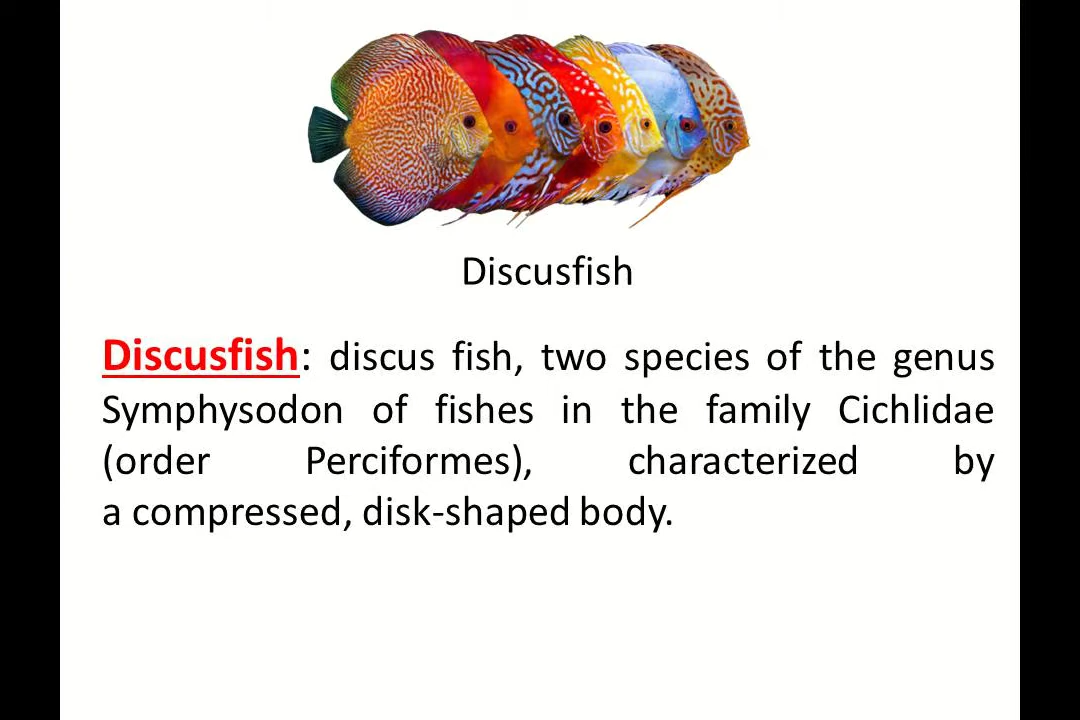 Discusfish
Discusfish: discus fish, two species of the genus
Symphysodon of fishes in the family Cichlidae
(order Perciformes), characterized by
a compressed, disk-shaped body.